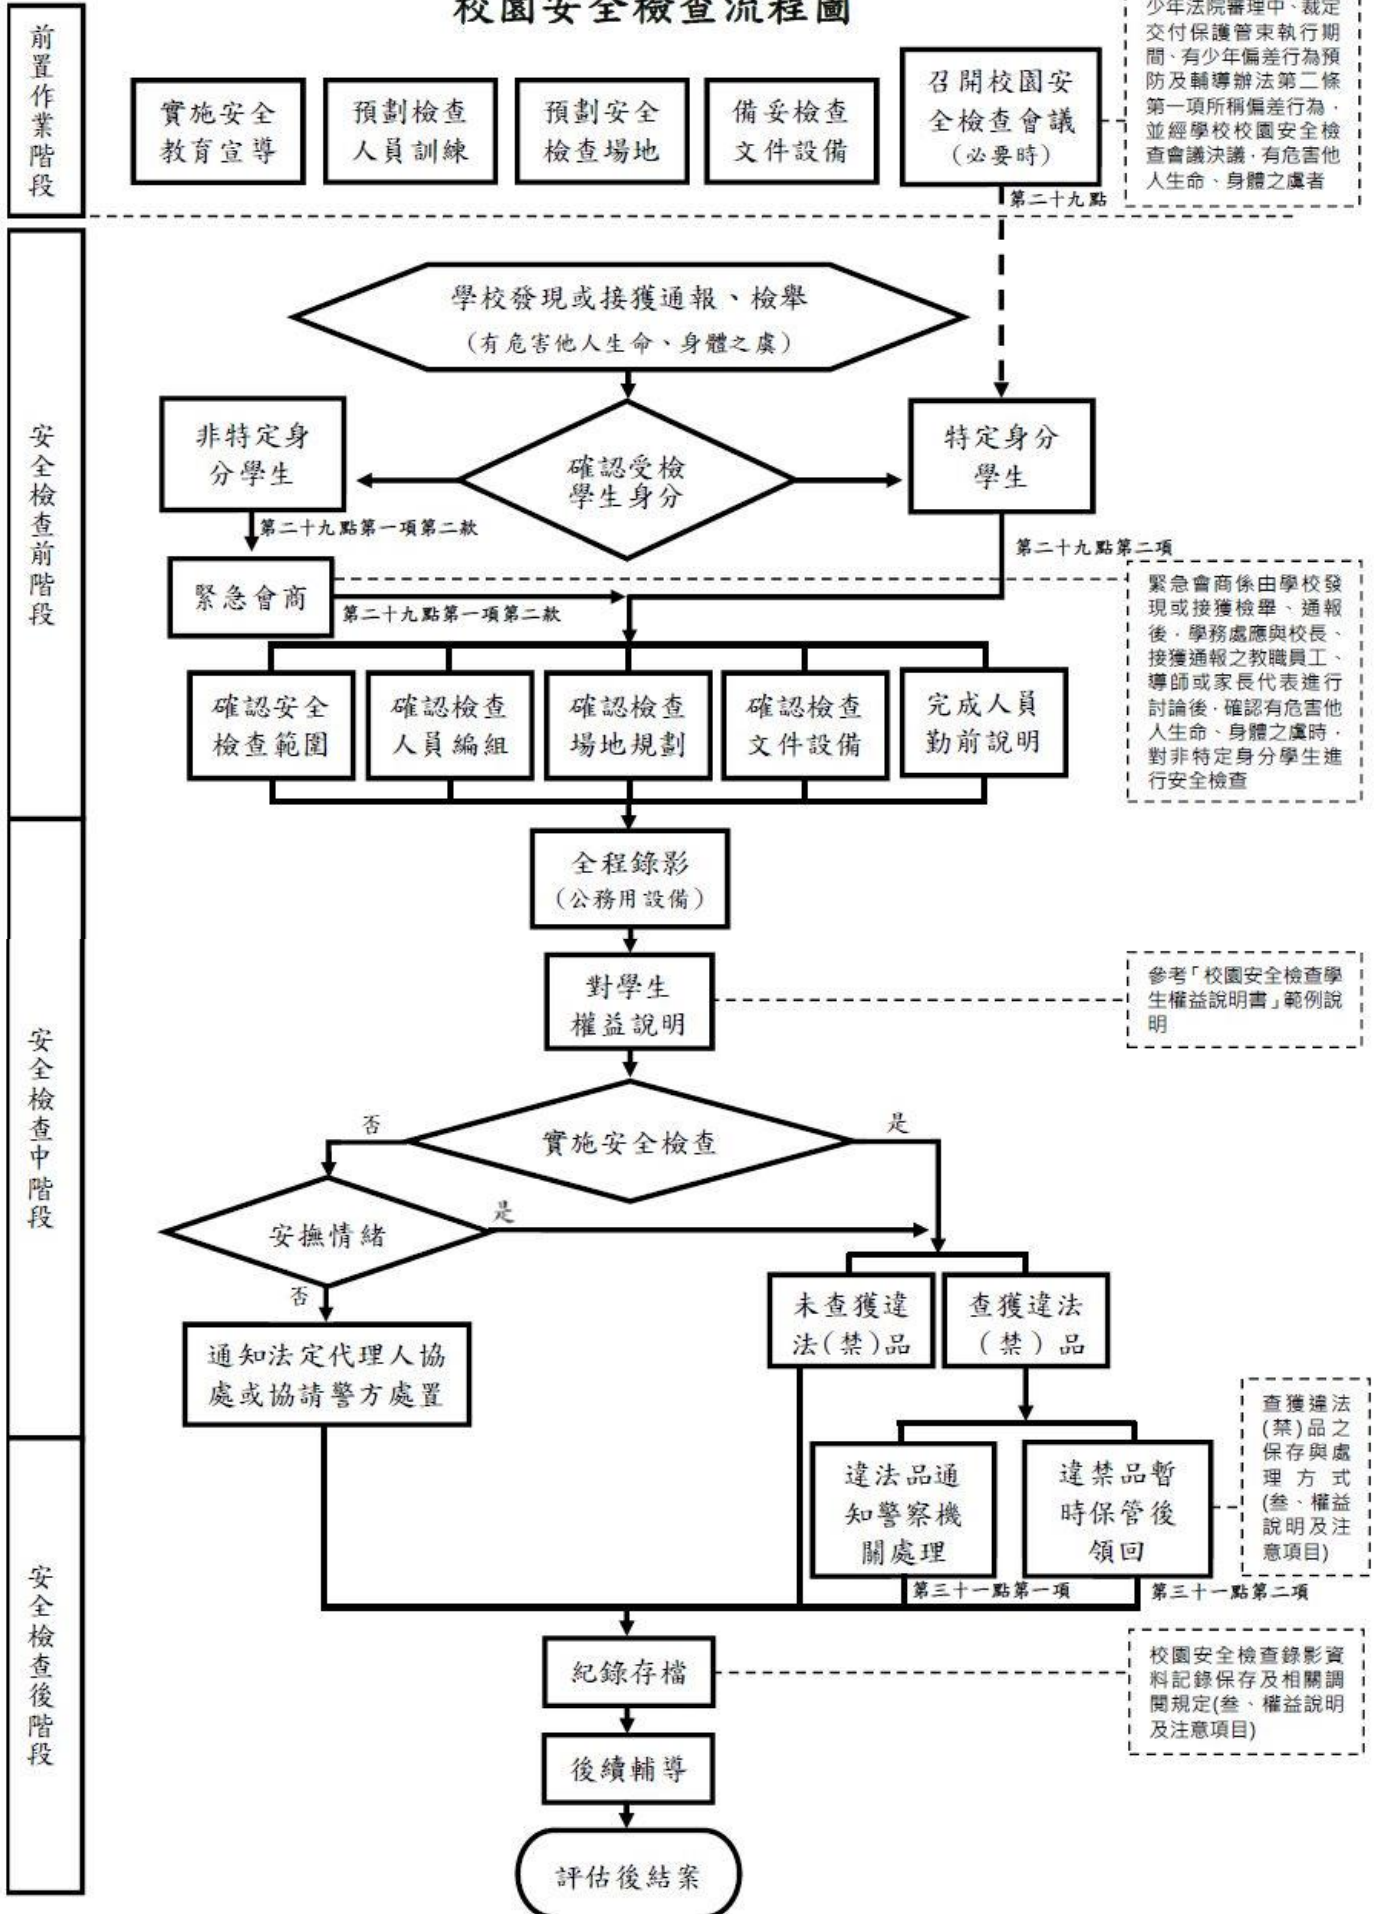 校園安全檢查流程圖
前置作業階段
實施安全
教育宣導
預劃檢查
人員訓練
預劃安全
檢查場地
備妥檢查
文件設備
召開校園安
全檢查會議
(必要時)
少年法院審理中、裁定
交付保護管束執行期
間、有少年偏差行為預
防及輔導辦法第二條
第一項所稱偏差行為，
並經學校校園安全檢
查會議決議，有危害他
人生命、身體之虞者
第二十九點
安全檢查前階段
學校發現或接獲通報、檢舉
(有危害他人生命、身體之虞)
非特定身
分學生
確認受檢
學生身分
特定身分
學生
第二十九點第一項第二款
第二十九點第二項
緊急會商
第二十九點第一項第二款
緊急會商係由學校發
現或接獲檢舉、通報
後，學務處應與校長、
接獲通報之教職員工、
導師或家長代表進行
討論後，確認有危害他
人生命、身體之虞時，
對非特定身分學生進
行安全檢查
確認安全
檢查範圍
確認檢查
人員編組
確認檢查
場地規劃
確認檢查
文件設備
完成人員
勤前說明
安全檢查中階段
全程錄影
(公務用設備)
對學生
權益說明
參考「校園安全檢查學
生權益說明書」範例說
明
實施安全檢查
否
是
安撫情緒
是
否
通知法定代理人協
處或協請警方處置
未查獲違
法(禁)品
查獲違法
(禁)品
查獲違法
(禁)品之
保存與處
理方式
(叁、權益
說明及注
意項目)
違法品通
知警察機
關處理
違禁品暫
時保管後
領回
第三十一點第一項
第三十一點第二項
安全檢查後階段
紀錄存檔
校園安全檢查錄影資
料記錄保存及相關調
閱規定(叁、權益說明
及注意項目)
後續輔導
評估後結案